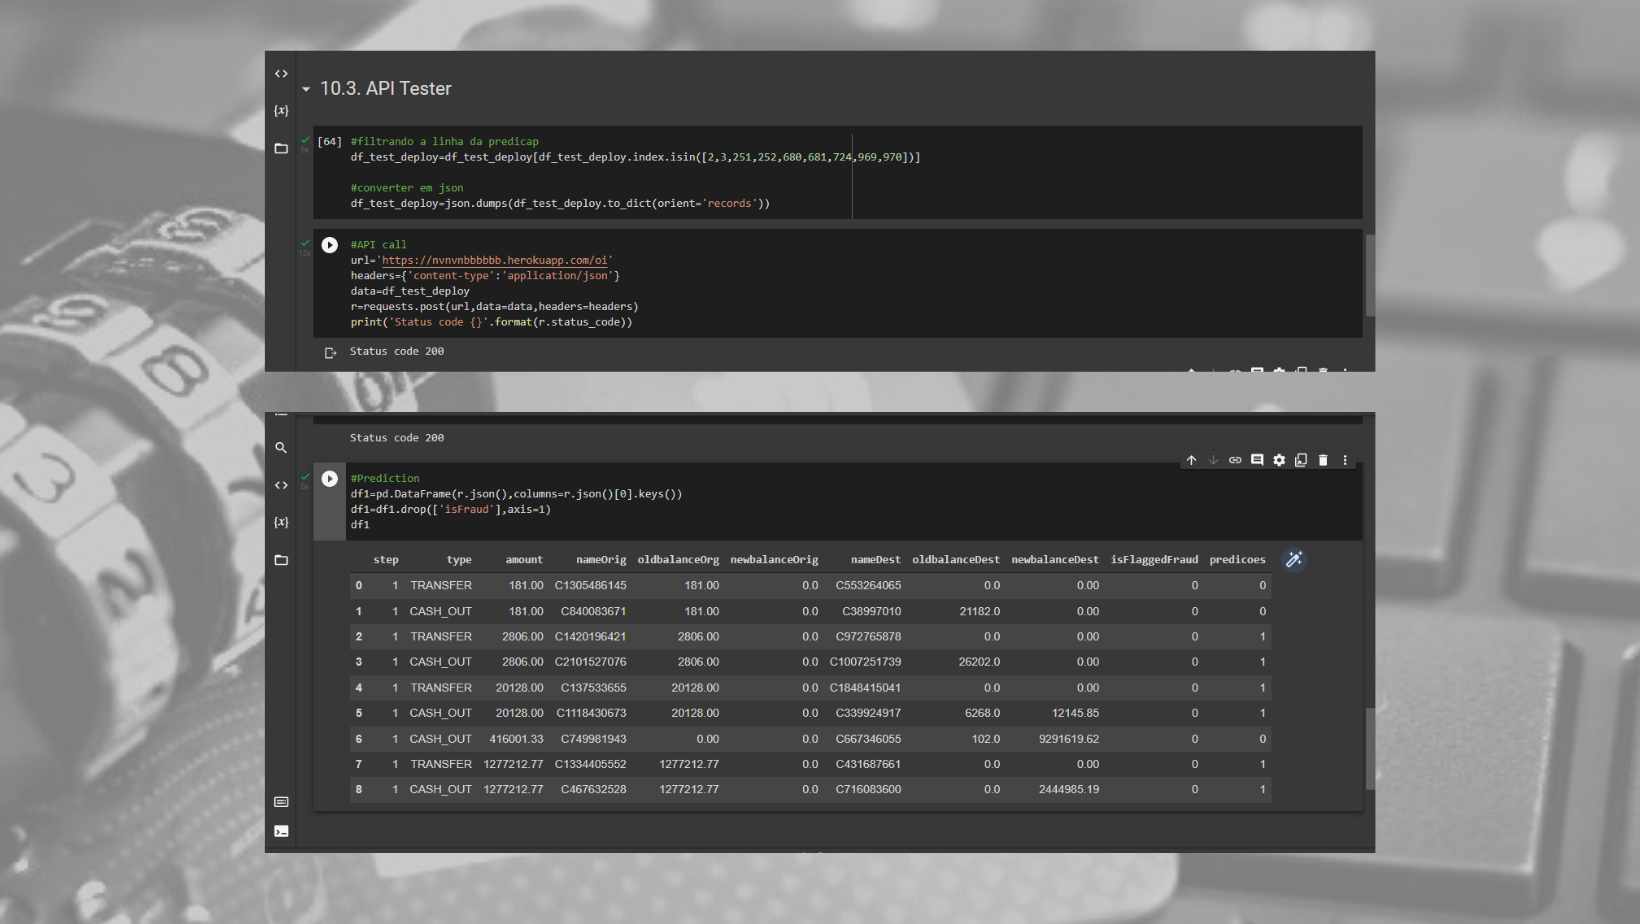 10.3. API Tester
[64] #filtrando a linha da predicap
df_test_deploy=df_test_deploy[df_test_deploy.index.isin([2,3,251,252,680,681,724,969,970])]
#converter em json
df_test_deploy=json.dumps(df_test_deploy.to_dict(orient='records'))
0s
#API call
url='https://nvnvnbbbbbb.herokuapp.com/oi'
headers={'content-type':'application/json'}
data=df_test_deploy
r=requests.post(url,data=data,headers=headers)
print('Status code {}'.format(r.status_code))
12s
Status code 200
Status code 200
#Prediction
df1=pd.DataFrame(r.json(),columns=r.json()[0].keys())
df1=df1.drop(['isFraud'],axis=1)
df1
0s
step type amount nameOrig oldbalanceOrg newbalanceOrig nameDest oldbalanceDest newbalanceDest isFlaggedFraud predicoes
0 1 TRANSFER 181.00 C1305486145 181.00 0.0 C553264065 0.0 0.00 0 0
1 1 CASH_OUT 181.00 C840083671 181.00 0.0 C38997010 21182.0 0.00 0 0
2 1 TRANSFER 2806.00 C1420196421 2806.00 0.0 C972765878 0.0 0.00 0 1
3 1 CASH_OUT 2806.00 C2101527076 2806.00 0.0 C1007251739 26202.0 0.00 0 1
4 1 TRANSFER 20128.00 C137533655 20128.00 0.0 C1848415041 0.0 0.00 0 1
5 1 CASH_OUT 20128.00 C1118430673 20128.00 0.0 C339924917 6268.0 12145.85 0 1
6 1 CASH_OUT 416001.33 C749981943 0.00 0.0 C667346055 102.0 9291619.62 0 0
7 1 TRANSFER 1277212.77 C1334405552 1277212.77 0.0 C431687661 0.0 0.00 0 1
8 1 CASH_OUT 1277212.77 C467632528 1277212.77 0.0 C716083600 0.0 2444985.19 0 1